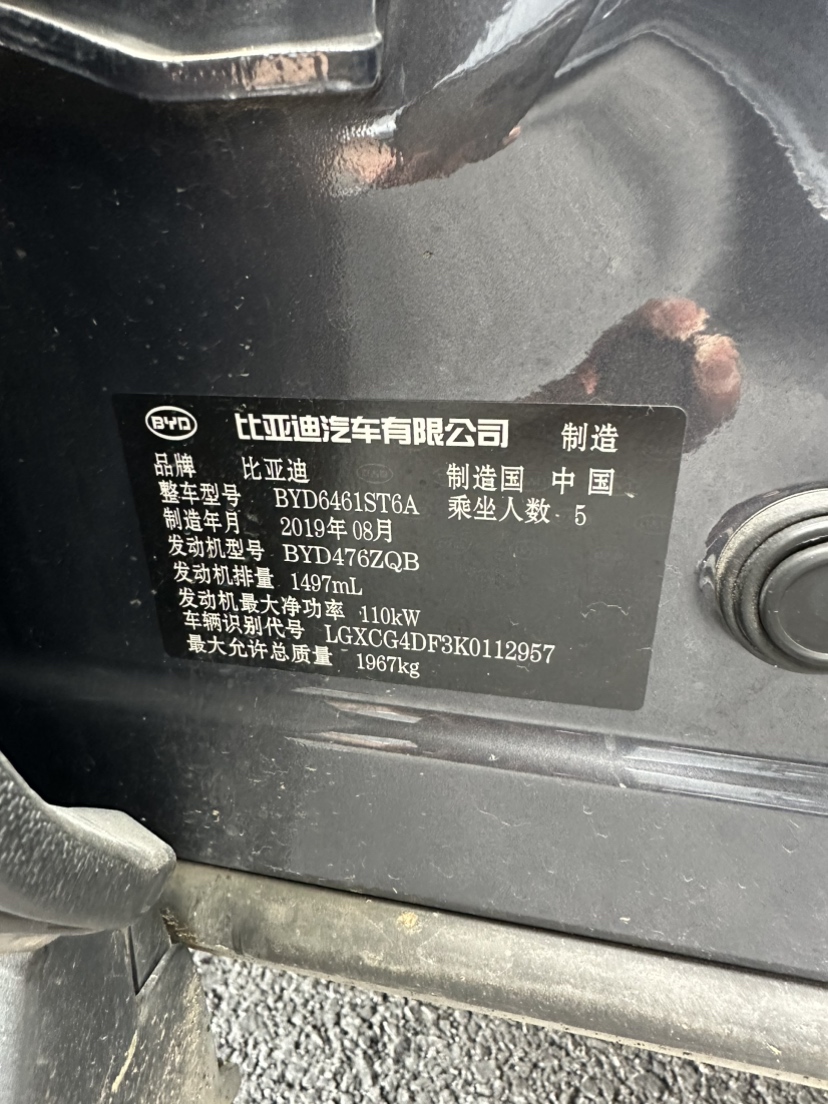 BYD 比亚迪汽车有限公司 制造
品牌 比亚迪 制造国 中国
整车型号 BYD6461ST6A 乘坐人数 5
制造年月 2019年08月
发动机型号 BYD476ZQB
发动机排量 1497mL
发动机最大净功率 110kW
车辆识别代号 LGXCG4DF3K0112957
最大允许总质量 1967kg